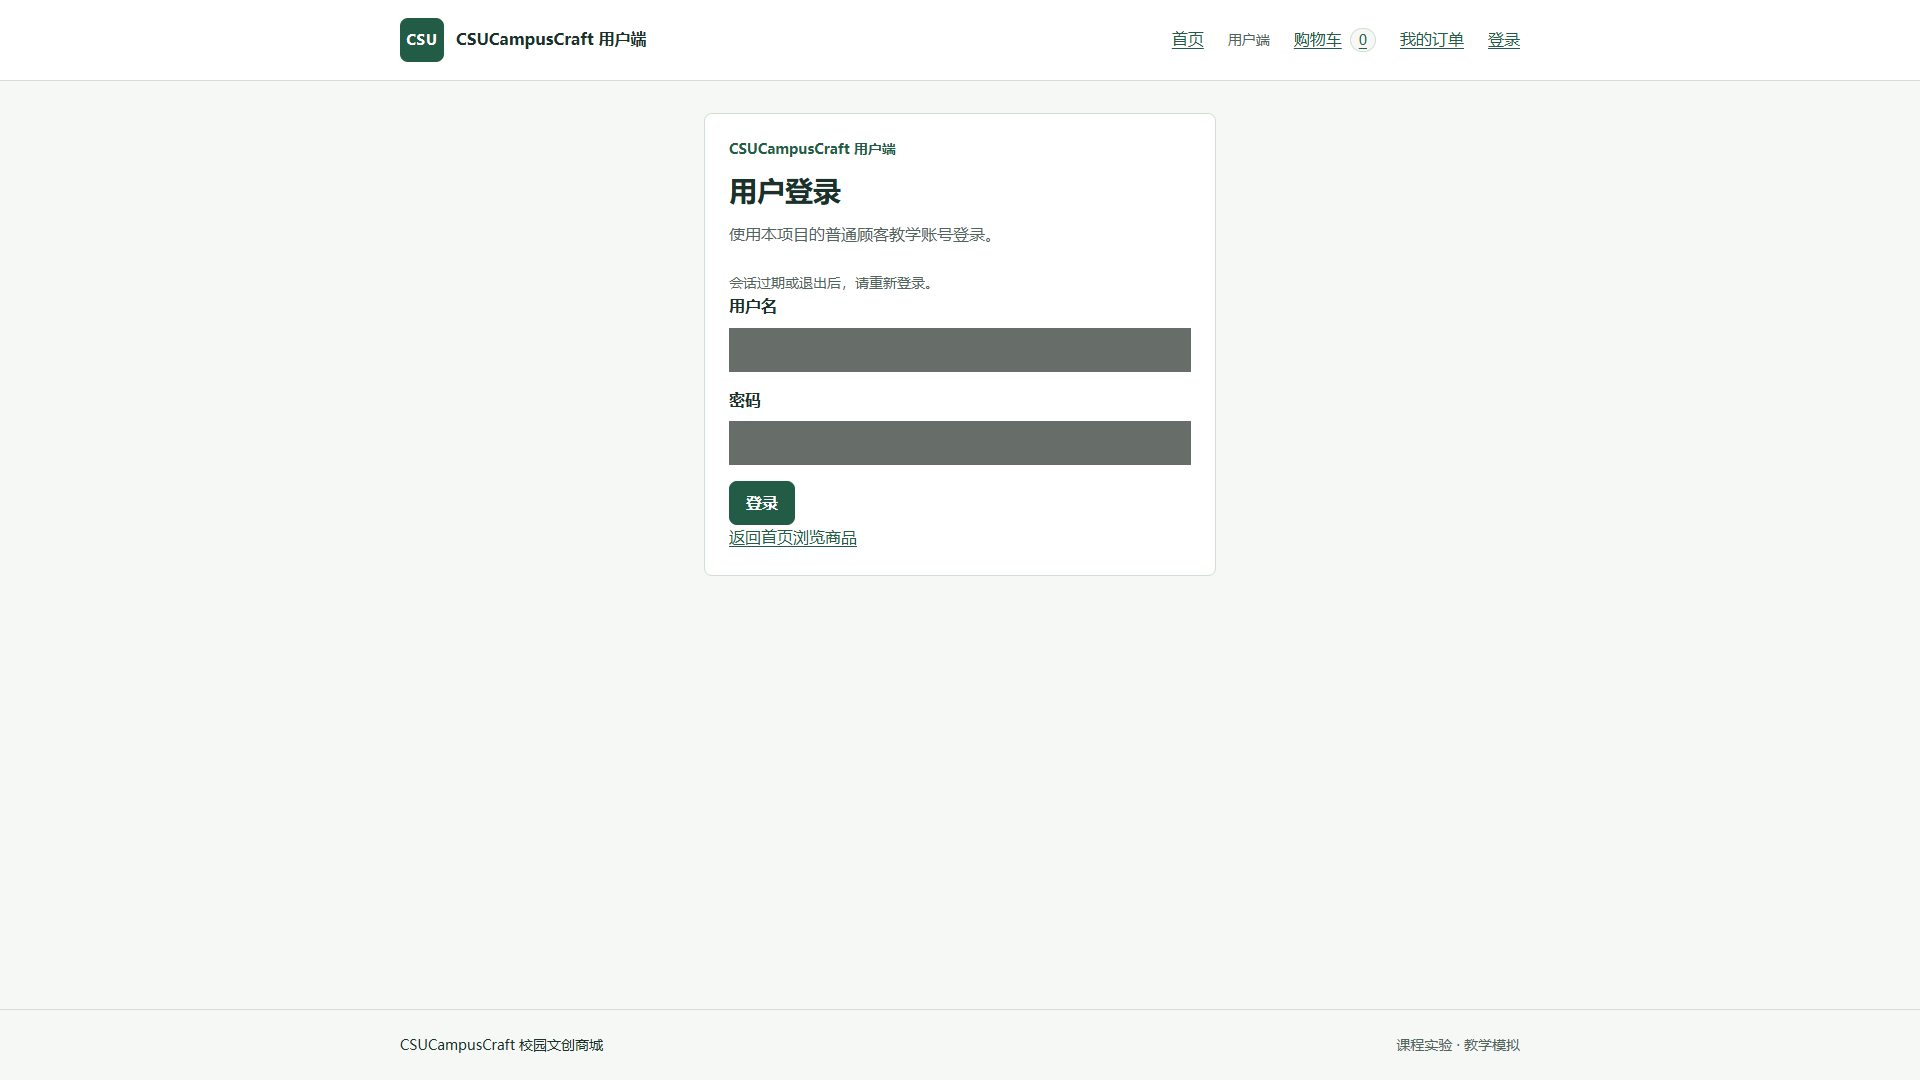 CSU
CSUCampusCraft 用户端
首页
用户端
购物车 0
我的订单
登录
CSUCampusCraft 用户端
用户登录
使用本项目的普通顾客教学账号登录。
会话过期或退出后，请重新登录。
用户名
密码
登录
返回首页浏览商品
CSUCampusCraft 校园文创商城
课程实验 · 教学模拟